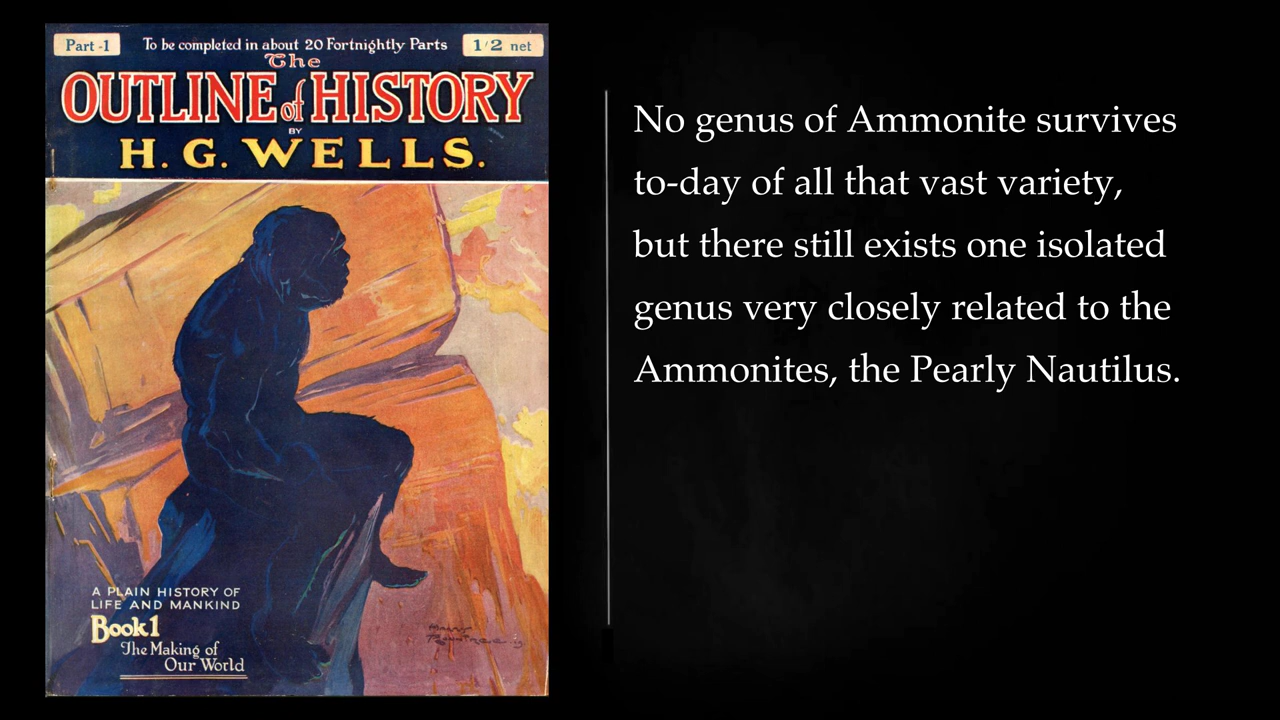 Part -1
To be completed in about 20 Fortnightly Parts
1/2 net
The
OUTLINE of HISTORY
BY
H. G. WELLS.
A PLAIN HISTORY OF
LIFE AND MANKIND
Book 1
The Making of
Our World
No genus of Ammonite survives
to-day of all that vast variety,
but there still exists one isolated
genus very closely related to the
Ammonites, the Pearly Nautilus.